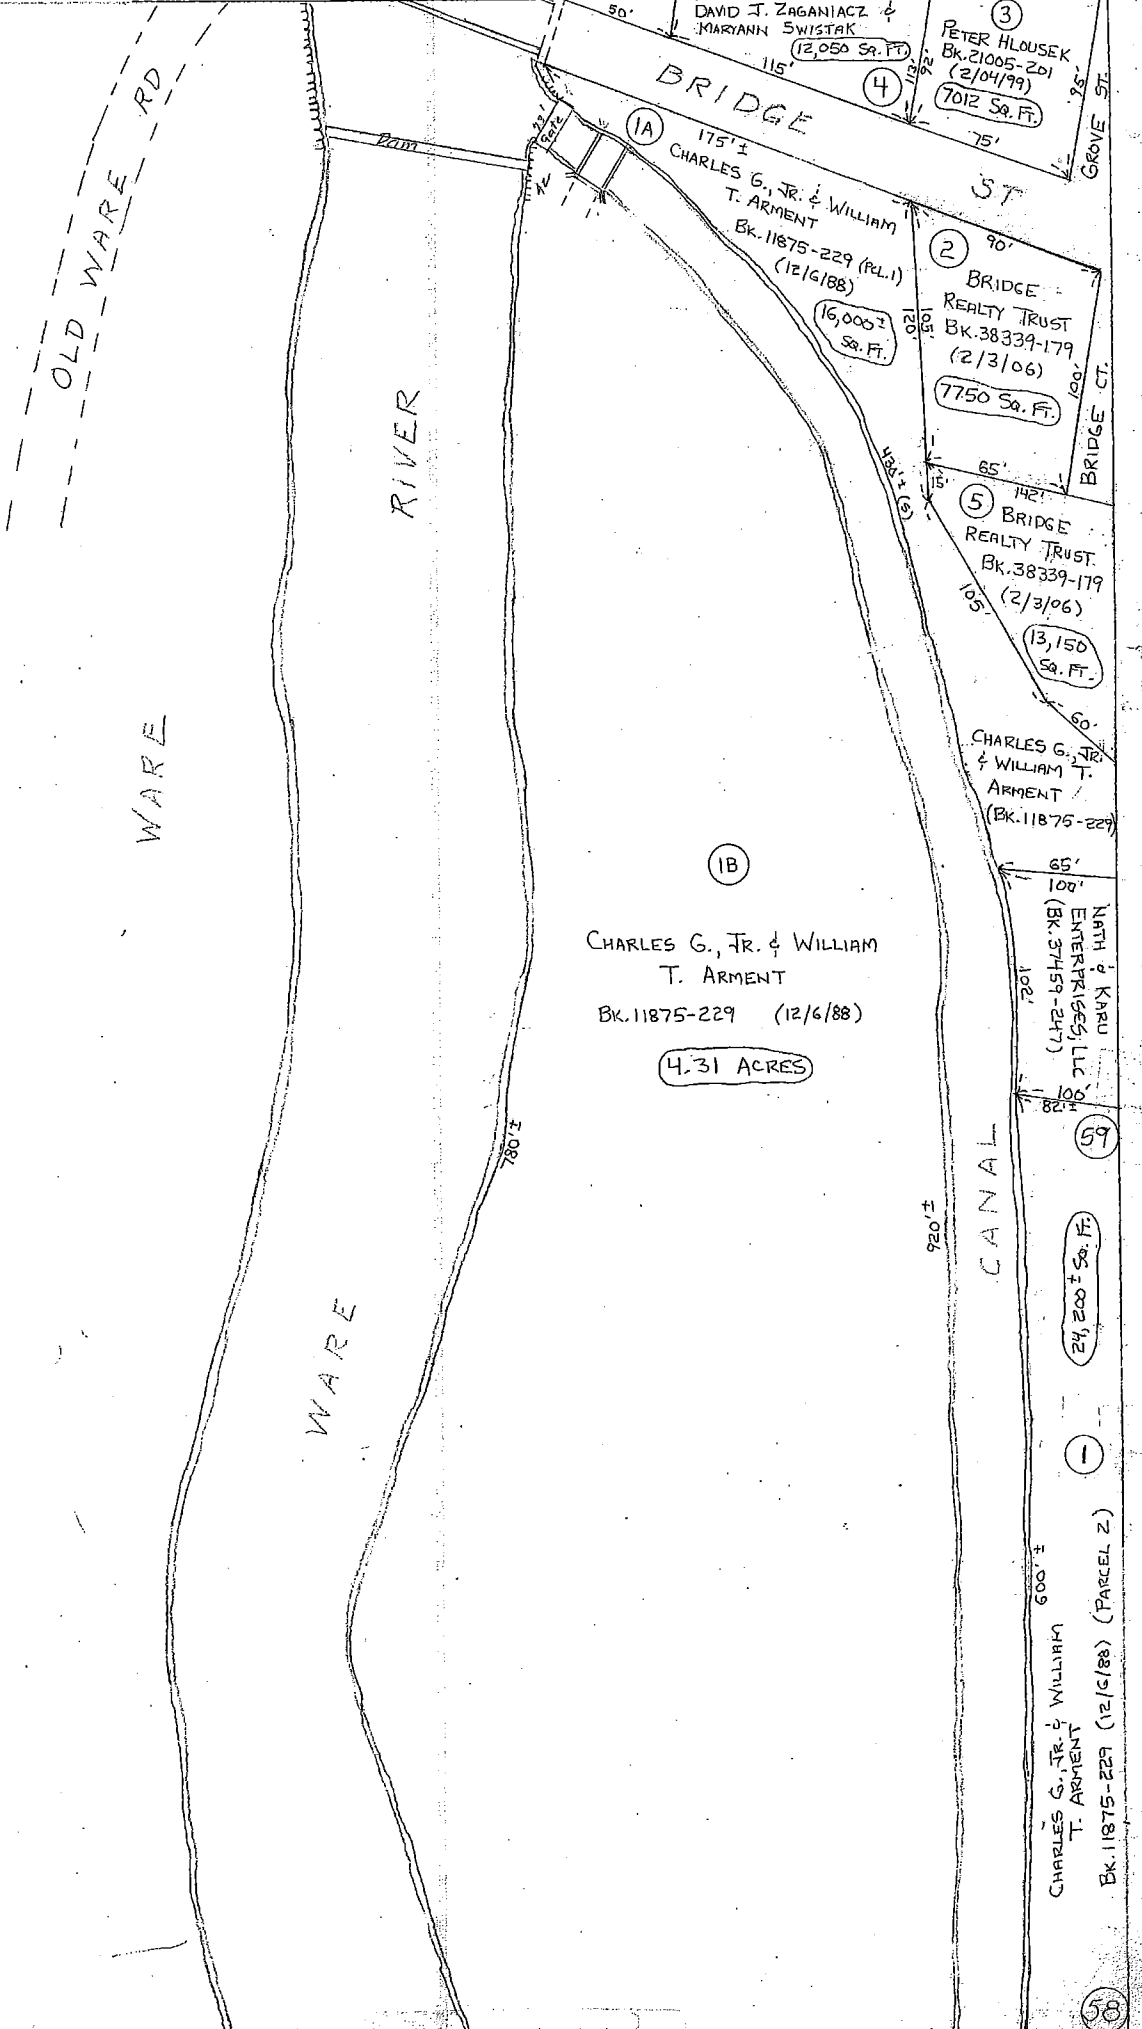 50'
DAVID J. ZAGANIACZ &
MARYANN SWISTAK
12,050 SQ. FT.
115'
4
113'
92'
3
PETER HLOUSEK
BK.21005-201
(2/04/99)
7012 SQ. FT.
95'
75'
GROVE ST.
BRIDGE ST
OLD WARE RD
Dam
Gate
1A
175'±
CHARLES G., JR. & WILLIAM
T. ARMENT
BK.11875-229 (PCL.1)
(12/6/88)
16,000±
SQ. FT.
105'
120'
2
90'
BRIDGE
REALTY TRUST
BK.38339-179
(2/3/06)
7750 SQ. FT.
100'
BRIDGE CT.
65'
15'
142'
5
BRIDGE
REALTY TRUST
BK.38339-179
(2/3/06)
105'
13,150
SQ. FT.
60'
430'± (S)
RIVER
WARE
CHARLES G., JR.
& WILLIAM T.
ARMENT
(BK.11875-229)
65'
100'
NATH & KARU
ENTERPRISES, LLC
(BK.37459-247)
102'
100'
82'±
59
1B
CHARLES G., JR. & WILLIAM
T. ARMENT
BK.11875-229 (12/6/88)
4.31 ACRES
780'±
920'±
CANAL
24,200± SQ. FT.
WARE
1
600'±
CHARLES G., JR. & WILLIAM
T. ARMENT
BK.11875-229 (12/6/88) (PARCEL 2)
58